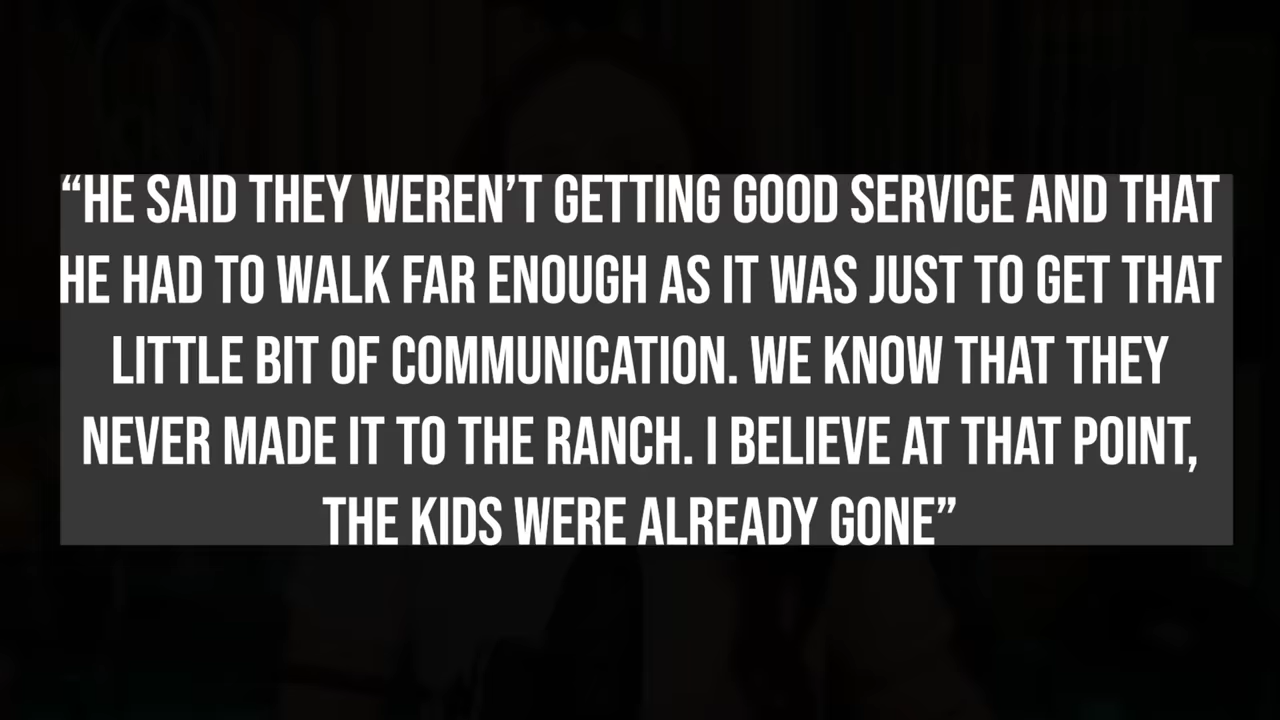 “HE SAID THEY WEREN’T GETTING GOOD SERVICE AND THAT
HE HAD TO WALK FAR ENOUGH AS IT WAS JUST TO GET THAT
LITTLE BIT OF COMMUNICATION. WE KNOW THAT THEY
NEVER MADE IT TO THE RANCH. I BELIEVE AT THAT POINT,
THE KIDS WERE ALREADY GONE”